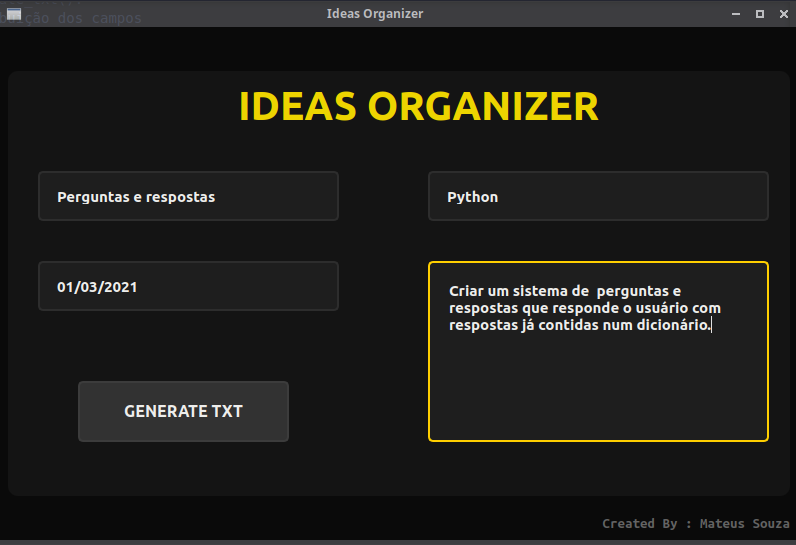 buição dos campos
Ideas Organizer
IDEAS ORGANIZER
Perguntas e respostas
Python
01/03/2021
Criar um sistema de  perguntas e
respostas que responde o usuário com
respostas já contidas num dicionário.
GENERATE TXT
Created By : Mateus Souza